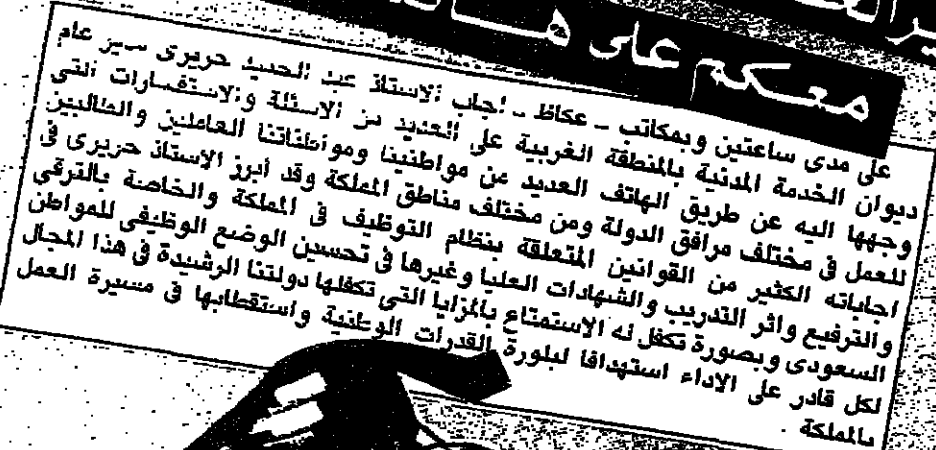 معكم على
على مدى ساعتين وبمكاتب - عكاظ - اجاب الاستاذ عبد الحميد حريرى مدير عام
ديوان الخدمة المدنية بالمنطقة الغربية على العديد من الاسئلة والاستفسارات التى
وجهها اليه عن طريق الهاتف العديد من مواطنينا ومواطناتنا العاملين والطالبين
للعمل فى مختلف مرافق الدولة ومن مختلف مناطق المملكة وقد أبرز الإستاذ حريرى فى
اجاباته الكثير من القوانين المتعلقة بنظام التوظيف فى المملكة والخاصة بالترقى
والترفيع واثر التدريب والشهادات العليا وغيرها فى تحسين الوضع الوظيفى للمواطن
السعودى وبصورة تكفل له الاستمتاع بالمزايا التى تكفلها دولتنا الرشيدة فى هذا المجال
لكل قادر على الاداء استهدافا لبلورة القدرات الوطنية واستقطابها فى مسيرة العمل
بالمملكة .